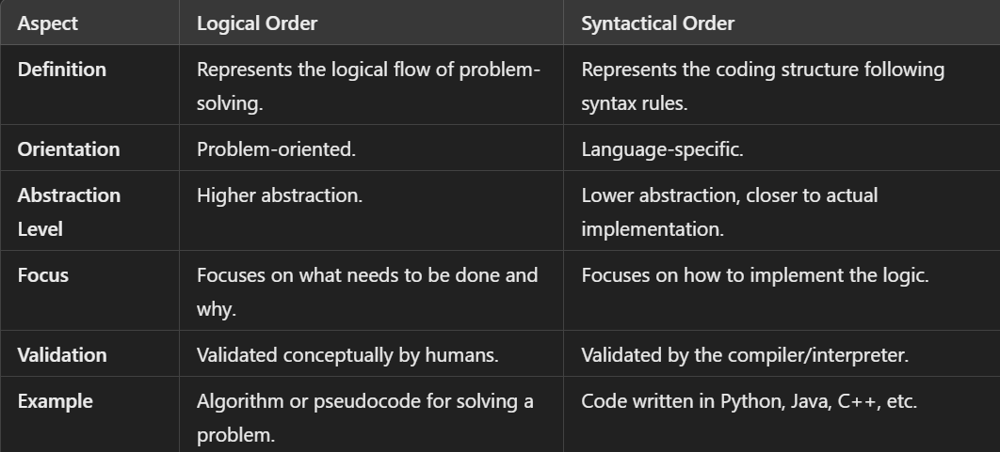 Aspect Logical Order Syntactical Order
Definition Represents the logical flow of problem- Represents the coding structure following
solving. syntax rules.
Orientation Problem-oriented. Language-specific.
Abstraction Higher abstraction. Lower abstraction, closer to actual
Level implementation.
Focus Focuses on what needs to be done and Focuses on how to implement the logic.
why.
Validation Validated conceptually by humans. Validated by the compiler/interpreter.
Example Algorithm or pseudocode for solving a Code written in Python, Java, C++, etc.
problem.